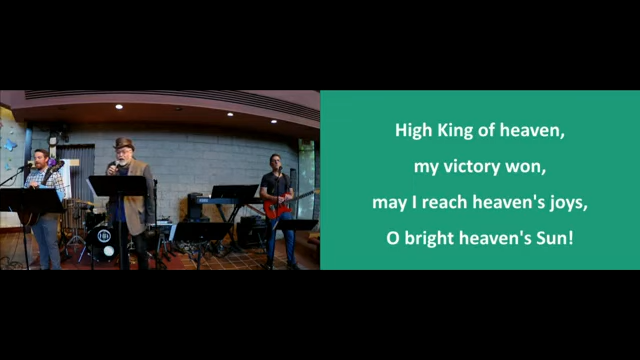 High King of heaven,
my victory won,
may I reach heaven's joys,
O bright heaven's Sun!